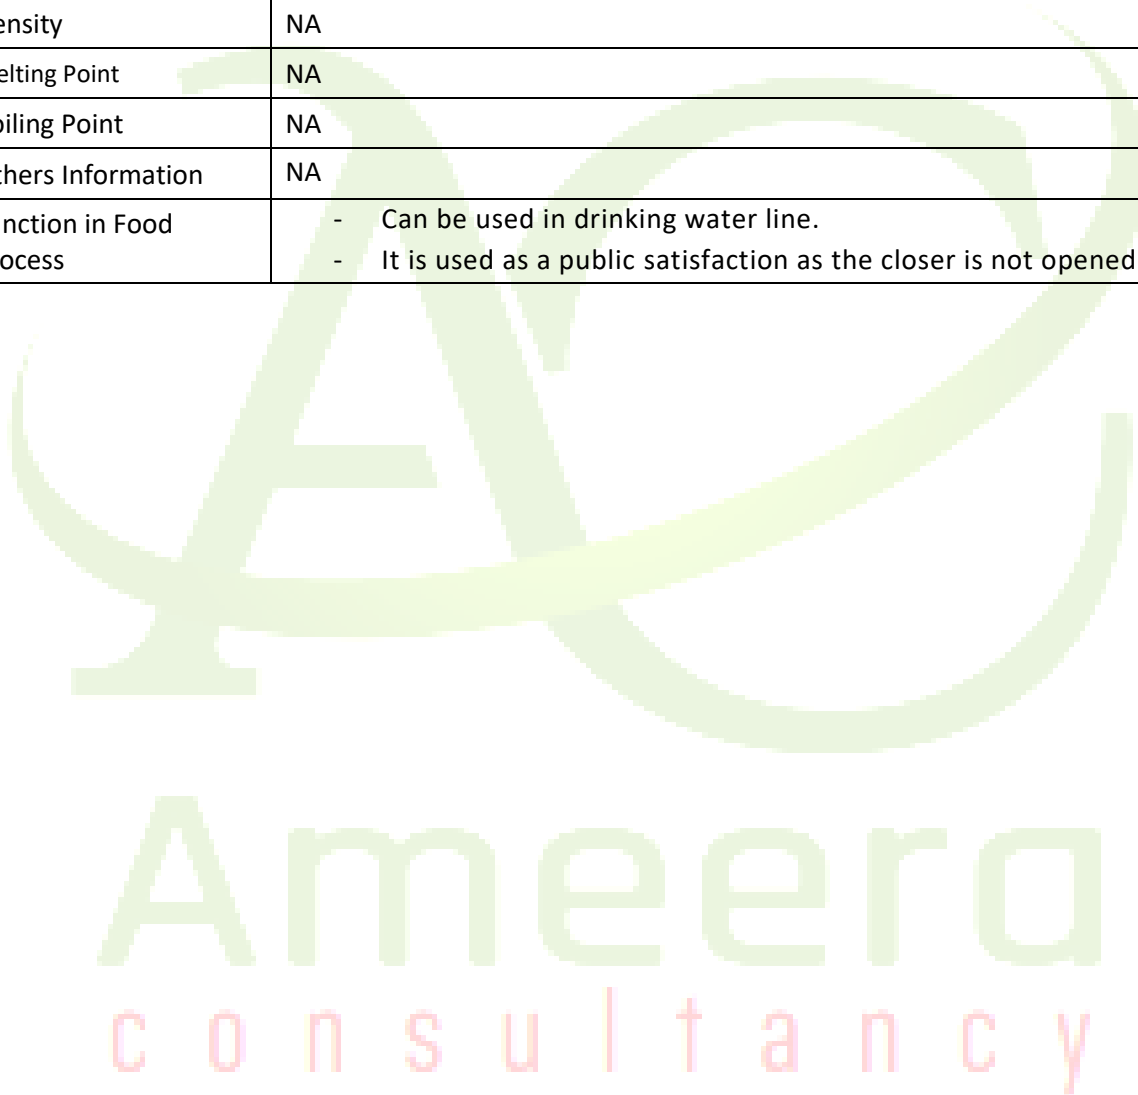 ensity NA
elting Point NA
oiling Point NA
thers Information NA
nction in Food
ocess
- Can be used in drinking water line.
- It is used as a public satisfaction as the closer is not opened
Ameera
consultancy